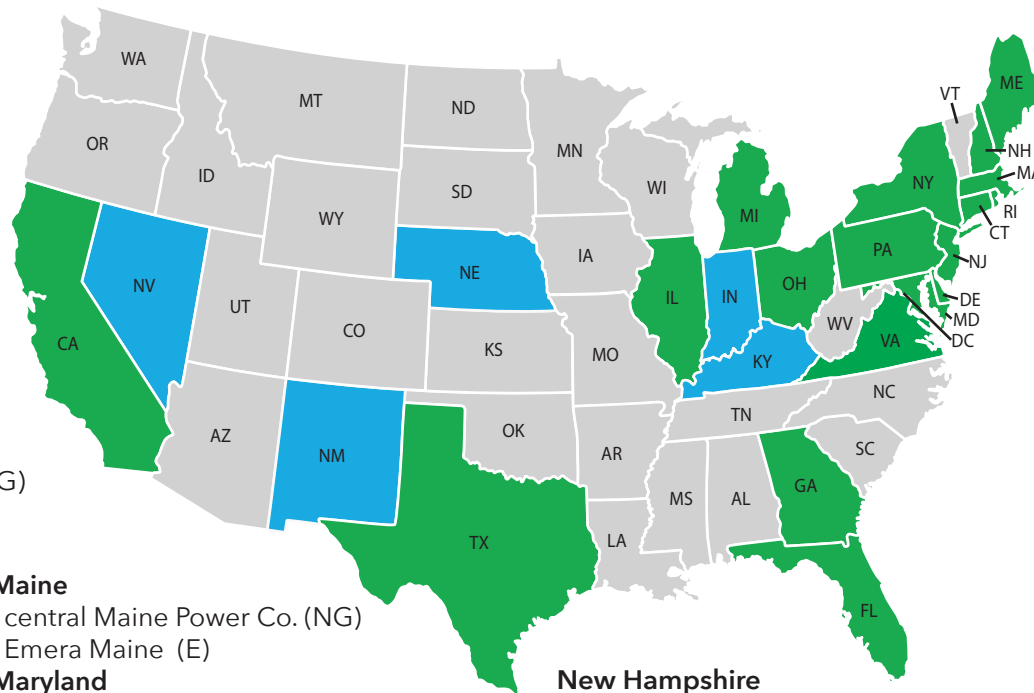 WA
MT
ND
MN
VT
ME
OR
ID
SD
WI
NH
MA
NY
WY
MI
RI
CT
IA
PA
NV
NE
NJ
UT
IL
IN
OH
DE
CO
WV
MD
CA
KS
MO
VA
DC
KY
NC
AZ
OK
TN
NM
AR
SC
G)
GA
MS
AL
TX
LA
Maine
central Maine Power Co. (NG)
Emera Maine (E)
FL
Maryland
New Hampshire